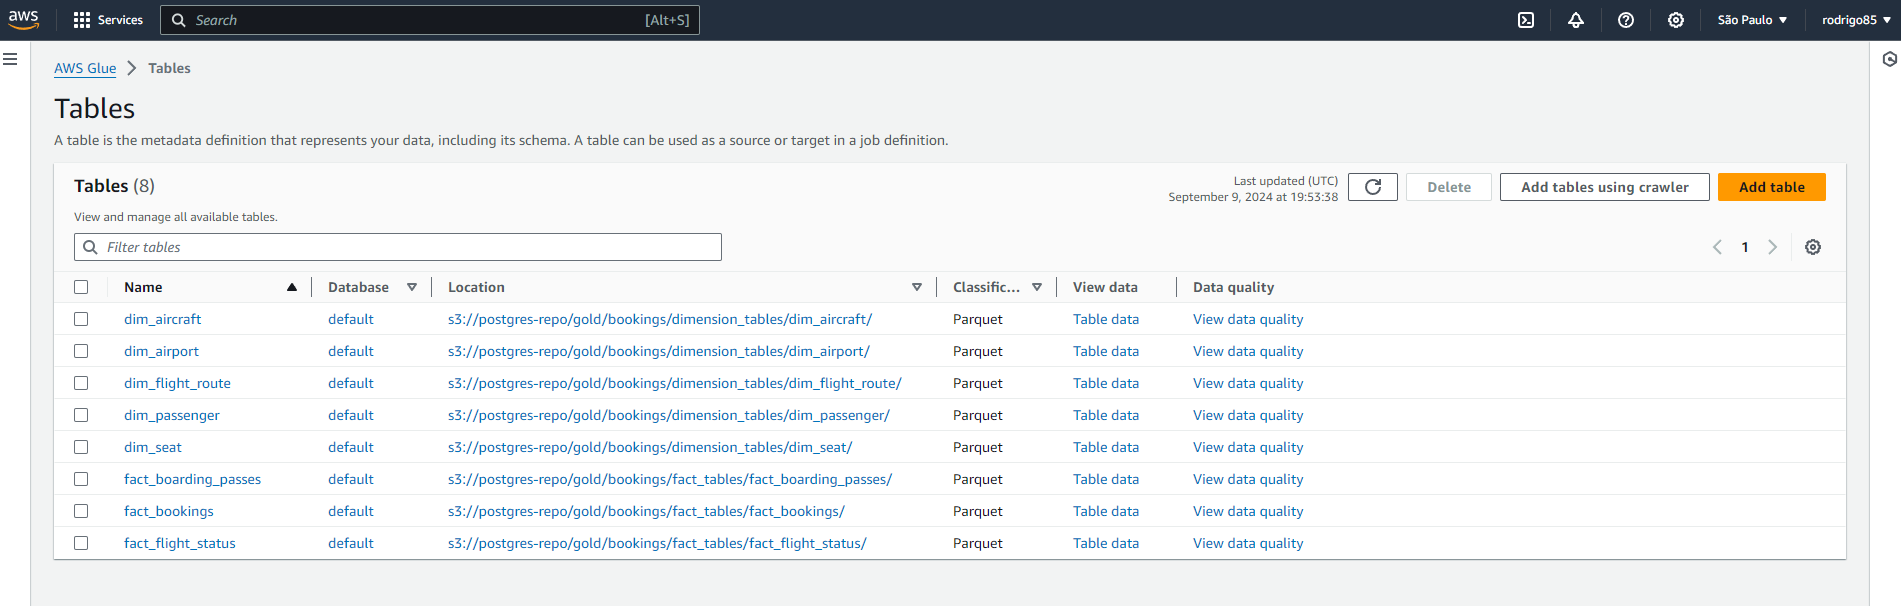 aws Services Search [Alt+S] São Paulo ▼ rodrigo85 ▼
AWS Glue > Tables
Tables
A table is the metadata definition that represents your data, including its schema. A table can be used as a source or target in a job definition.
Tables (8)
Last updated (UTC)
September 9, 2024 at 19:53:38
Delete
Add tables using crawler
Add table
View and manage all available tables.
Filter tables
1
Name Database Location Classific... View data Data quality
dim_aircraft default s3://postgres-repo/gold/bookings/dimension_tables/dim_aircraft/ Parquet Table data View data quality
dim_airport default s3://postgres-repo/gold/bookings/dimension_tables/dim_airport/ Parquet Table data View data quality
dim_flight_route default s3://postgres-repo/gold/bookings/dimension_tables/dim_flight_route/ Parquet Table data View data quality
dim_passenger default s3://postgres-repo/gold/bookings/dimension_tables/dim_passenger/ Parquet Table data View data quality
dim_seat default s3://postgres-repo/gold/bookings/dimension_tables/dim_seat/ Parquet Table data View data quality
fact_boarding_passes default s3://postgres-repo/gold/bookings/fact_tables/fact_boarding_passes/ Parquet Table data View data quality
fact_bookings default s3://postgres-repo/gold/bookings/fact_tables/fact_bookings/ Parquet Table data View data quality
fact_flight_status default s3://postgres-repo/gold/bookings/fact_tables/fact_flight_status/ Parquet Table data View data quality